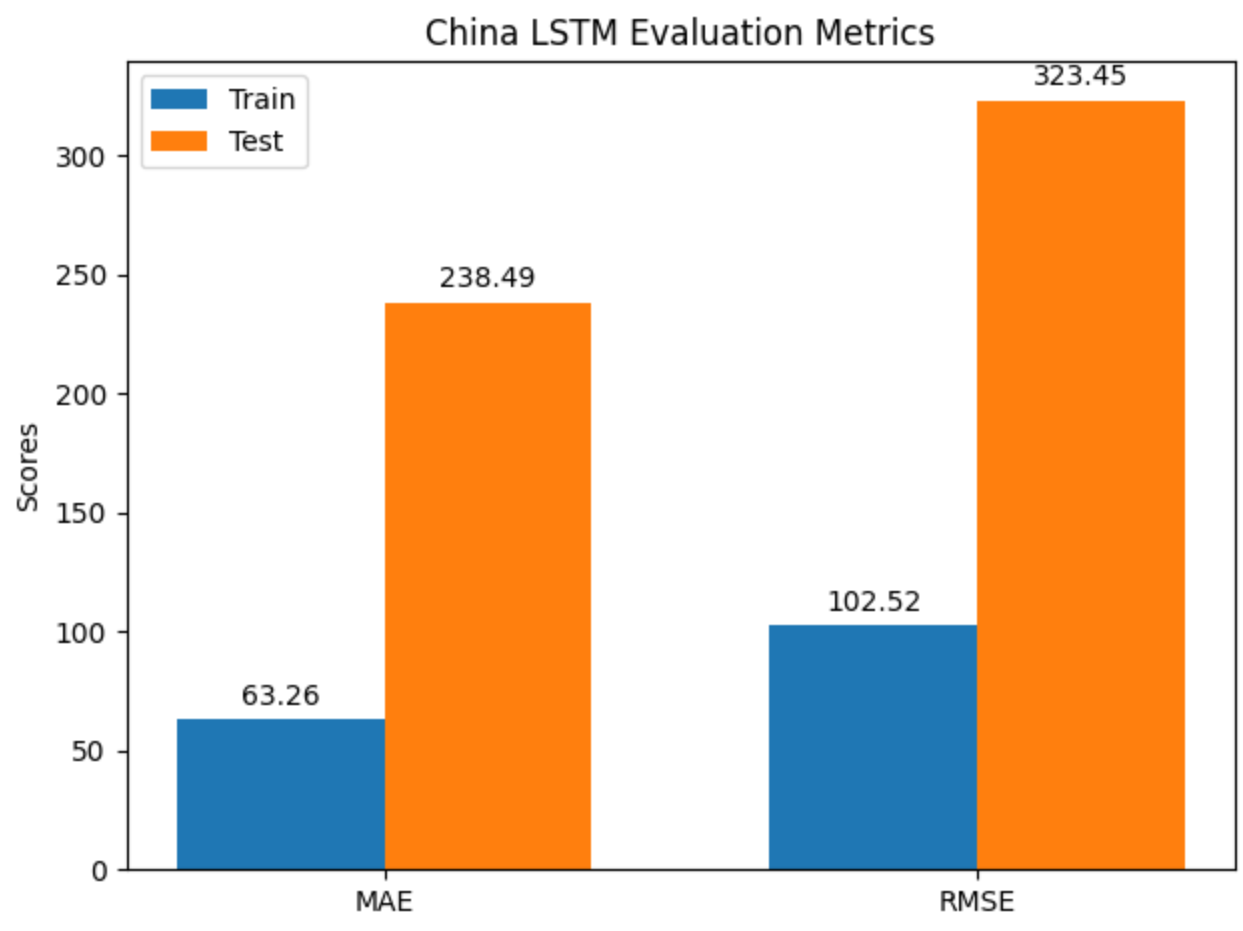 China LSTM Evaluation Metrics
Train
Test
323.45
238.49
102.52
63.26
300
250
200
150
100
50
0
Scores
MAE
RMSE